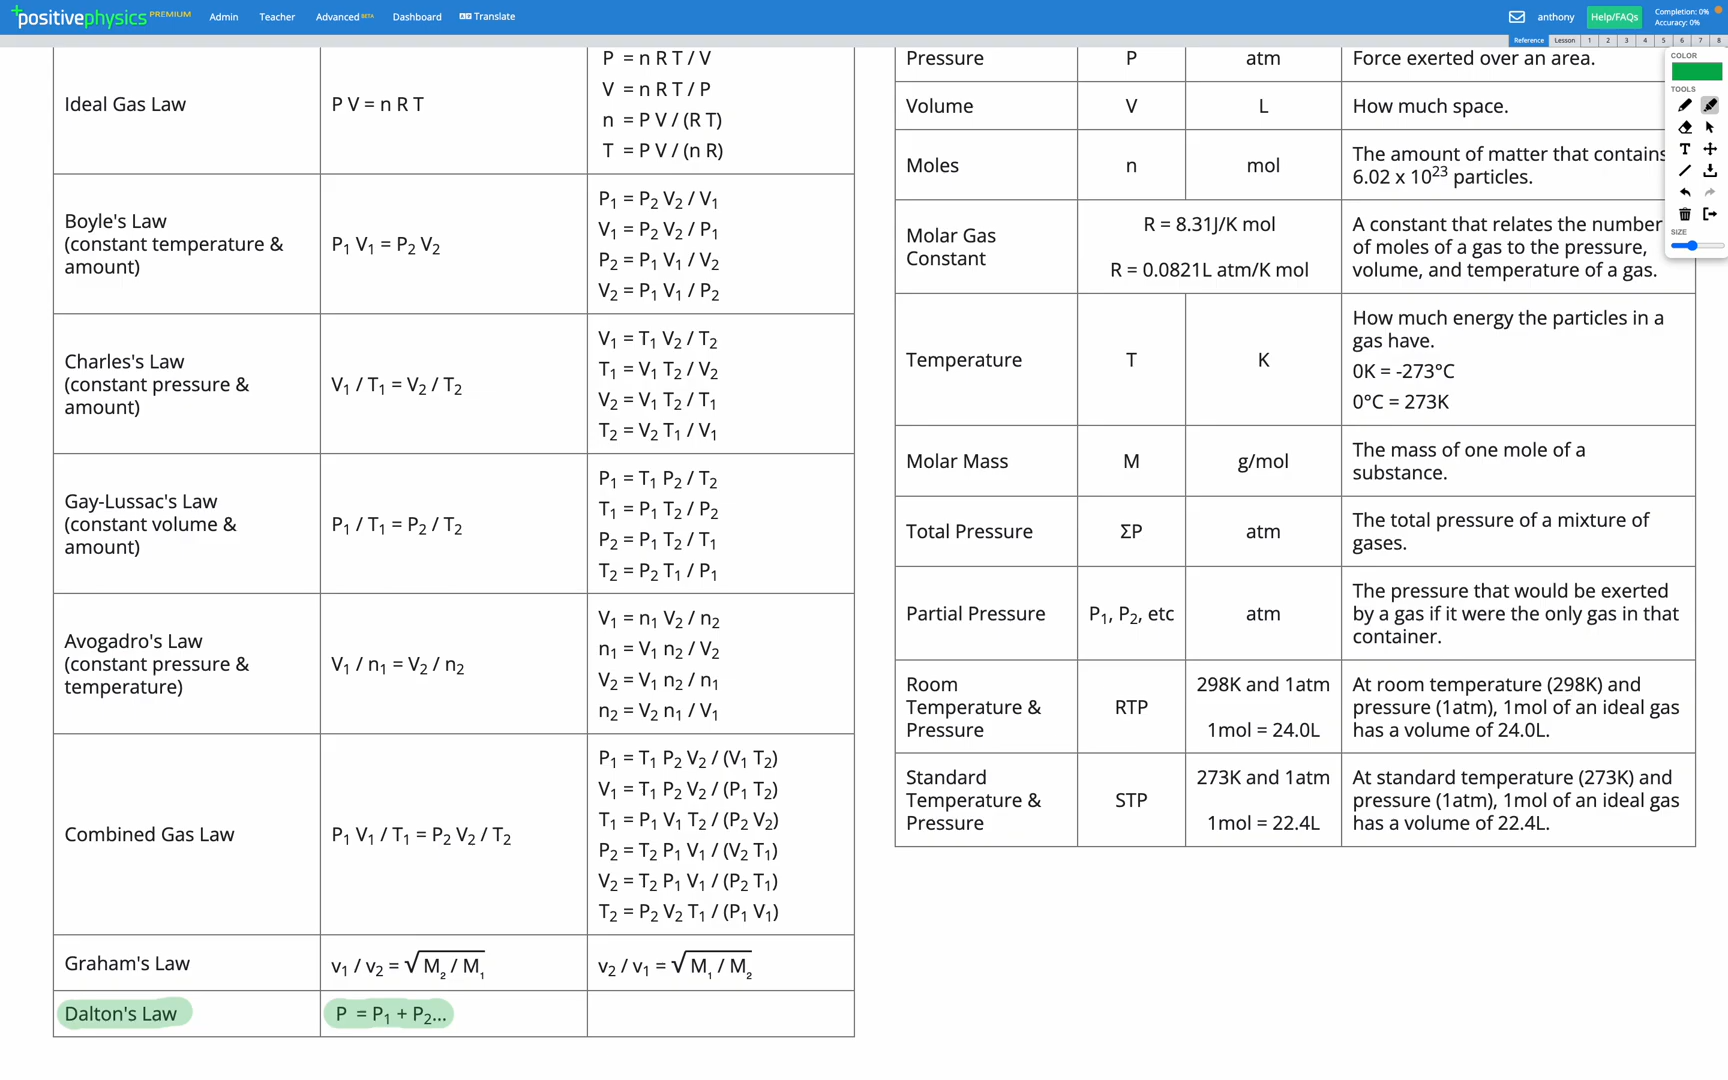 positivephysics PREMIUM Admin Teacher Advanced BETA Dashboard Translate anthony Help/FAQs Completion: 0%
Accuracy: 0%
Reference Lesson 1 2 3 4 5 6 7 8
Ideal Gas Law
P V = n R T
P = n R T / V
V = n R T / P
n = P V / (R T)
T = P V / (n R)
Boyle's Law
(constant temperature &
amount)
P₁ V₁ = P₂ V₂
P₁ = P₂ V₂ / V₁
V₁ = P₂ V₂ / P₁
P₂ = P₁ V₁ / V₂
V₂ = P₁ V₁ / P₂
Charles's Law
(constant pressure &
amount)
V₁ / T₁ = V₂ / T₂
V₁ = T₁ V₂ / T₂
T₁ = V₁ T₂ / V₂
V₂ = V₁ T₂ / T₁
T₂ = V₂ T₁ / V₁
Gay-Lussac's Law
(constant volume &
amount)
P₁ / T₁ = P₂ / T₂
P₁ = T₁ P₂ / T₂
T₁ = P₁ T₂ / P₂
P₂ = P₁ T₂ / T₁
T₂ = P₂ T₁ / P₁
Avogadro's Law
(constant pressure &
temperature)
V₁ / n₁ = V₂ / n₂
V₁ = n₁ V₂ / n₂
n₁ = V₁ n₂ / V₂
V₂ = V₁ n₂ / n₁
n₂ = V₂ n₁ / V₁
Combined Gas Law
P₁ V₁ / T₁ = P₂ V₂ / T₂
P₁ = T₁ P₂ V₂ / (V₁ T₂)
V₁ = T₁ P₂ V₂ / (P₁ T₂)
T₁ = P₁ V₁ T₂ / (P₂ V₂)
P₂ = T₂ P₁ V₁ / (V₂ T₁)
V₂ = T₂ P₁ V₁ / (P₂ T₁)
T₂ = P₂ V₂ T₁ / (P₁ V₁)
Graham's Law
v₁ / v₂ = √M₂ / M₁
v₂ / v₁ = √M₁ / M₂
Dalton's Law
P = P₁ + P₂...
Pressure
P
atm
Force exerted over an area.
Volume
V
L
How much space.
Moles
n
mol
The amount of matter that contains
6.02 x 10²³ particles.
Molar Gas
Constant
R = 8.31J/K mol
R = 0.0821L atm/K mol
A constant that relates the number
of moles of a gas to the pressure,
volume, and temperature of a gas.
Temperature
T
K
How much energy the particles in a
gas have.
0K = -273°C
0°C = 273K
Molar Mass
M
g/mol
The mass of one mole of a
substance.
Total Pressure
ΣP
atm
The total pressure of a mixture of
gases.
Partial Pressure
P₁, P₂, etc
atm
The pressure that would be exerted
by a gas if it were the only gas in that
container.
Room
Temperature &
Pressure
RTP
298K and 1atm
1mol = 24.0L
At room temperature (298K) and
pressure (1atm), 1mol of an ideal gas
has a volume of 24.0L.
Standard
Temperature &
Pressure
STP
273K and 1atm
1mol = 22.4L
At standard temperature (273K) and
pressure (1atm), 1mol of an ideal gas
has a volume of 22.4L.
COLOR
TOOLS
T
SIZE